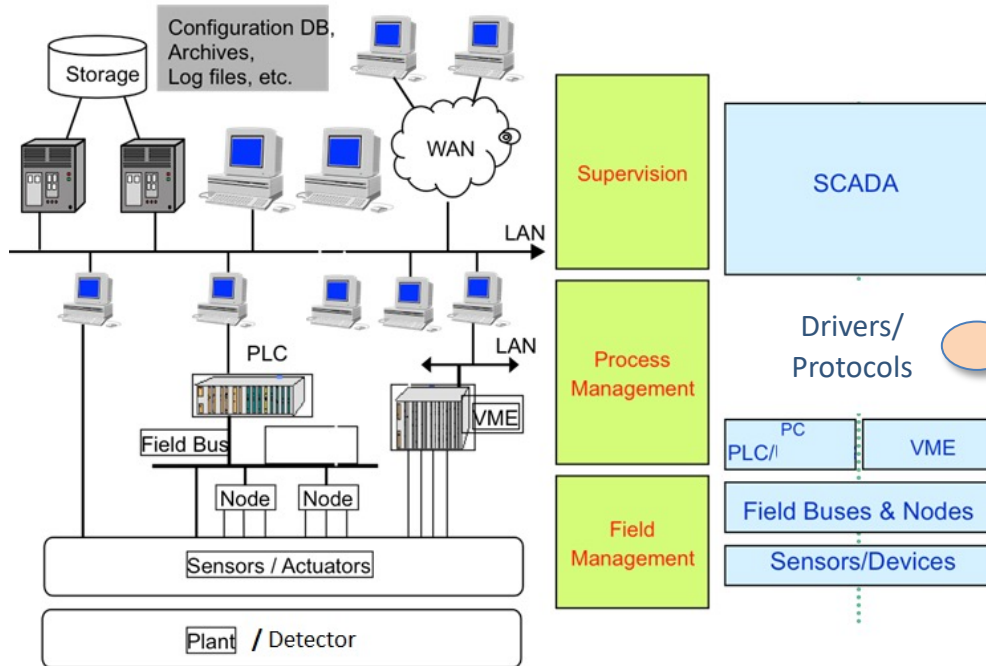 Configuration DB,
Archives,
Log files, etc.
Storage
WAN
LAN
PLC
LAN
VME
Field Bus
Node
Node
Sensors / Actuators
Plant / Detector
Supervision
Process
Management
Field
Management
SCADA
Drivers/
Protocols
PC
PLC/
VME
Field Buses & Nodes
Sensors/Devices